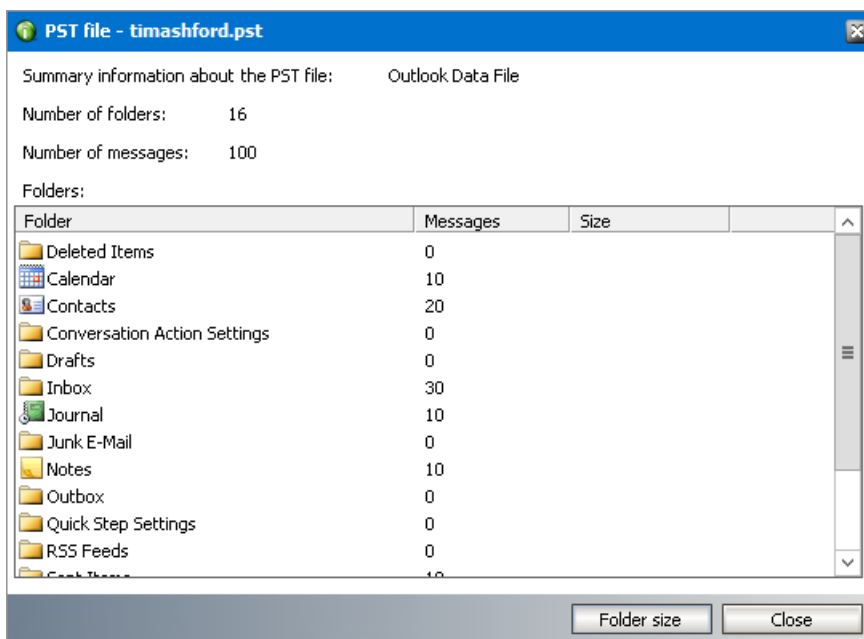 PST file - timashford.pst
Summary information about the PST file: Outlook Data File
Number of folders: 16
Number of messages: 100
Folders:
Folder Messages Size
Deleted Items 0
Calendar 10
Contacts 20
Conversation Action Settings 0
Drafts 0
Inbox 30
Journal 10
Junk E-Mail 0
Notes 10
Outbox 0
Quick Step Settings 0
RSS Feeds 0
Sent Items 10
Folder size Close